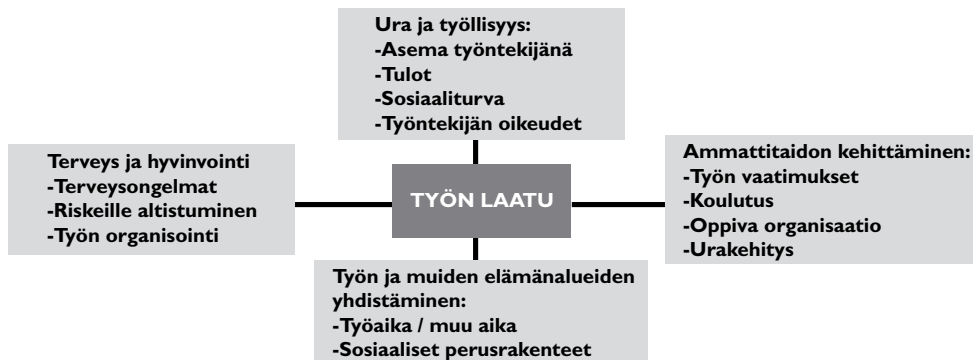 Ura ja työllisyys:
-Asema työntekijänä
-Tulot
-Sosiaaliturva
-Työntekijän oikeudet
Terveys ja hyvinvointi
-Terveysongelmat
-Riskeille altistuminen
-Työn organisointi
TYÖN LAATU
Ammattitaidon kehittäminen:
-Työn vaatimukset
-Koulutus
-Oppiva organisaatio
-Urakehitys
Työn ja muiden elämänalueiden
yhdistäminen:
-Työaika / muu aika
-Sosiaaliset perusrakenteet